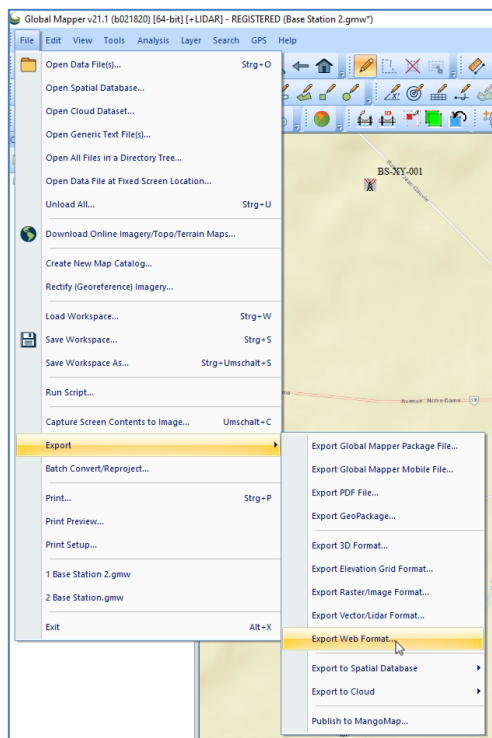 Global Mapper v21.1 (b021820) [64-bit] [+LIDAR] - REGISTERED (Base Station 2.gmw*)
File Edit View Tools Analysis Layer Search GPS Help
Open Data File(s)... Strg+O
Open Spatial Database...
Open Cloud Dataset...
Open Generic Text File(s)...
Open All Files in a Directory Tree...
Open Data File at Fixed Screen Location...
Unload All... Strg+U
Download Online Imagery/Topo/Terrain Maps...
Create New Map Catalog...
Rectify (Georeference) Imagery...
Load Workspace... Strg+W
Save Workspace... Strg+S
Save Workspace As... Strg+Umschalt+S
Run Script...
Capture Screen Contents to Image... Umschalt+C
Export
Batch Convert/Reproject...
Print... Strg+P
Print Preview...
Print Setup...
1 Base Station 2.gmw
2 Base Station.gmw
Exit Alt+X
Export Global Mapper Package File...
Export Global Mapper Mobile File...
Export PDF File...
Export GeoPackage...
Export 3D Format...
Export Elevation Grid Format...
Export Raster/Image Format...
Export Vector/Lidar Format...
Export Web Format...
Export to Spatial Database
Export to Cloud
Publish to MangoMap...
BS-XY-001
Avenue Notre-Dame